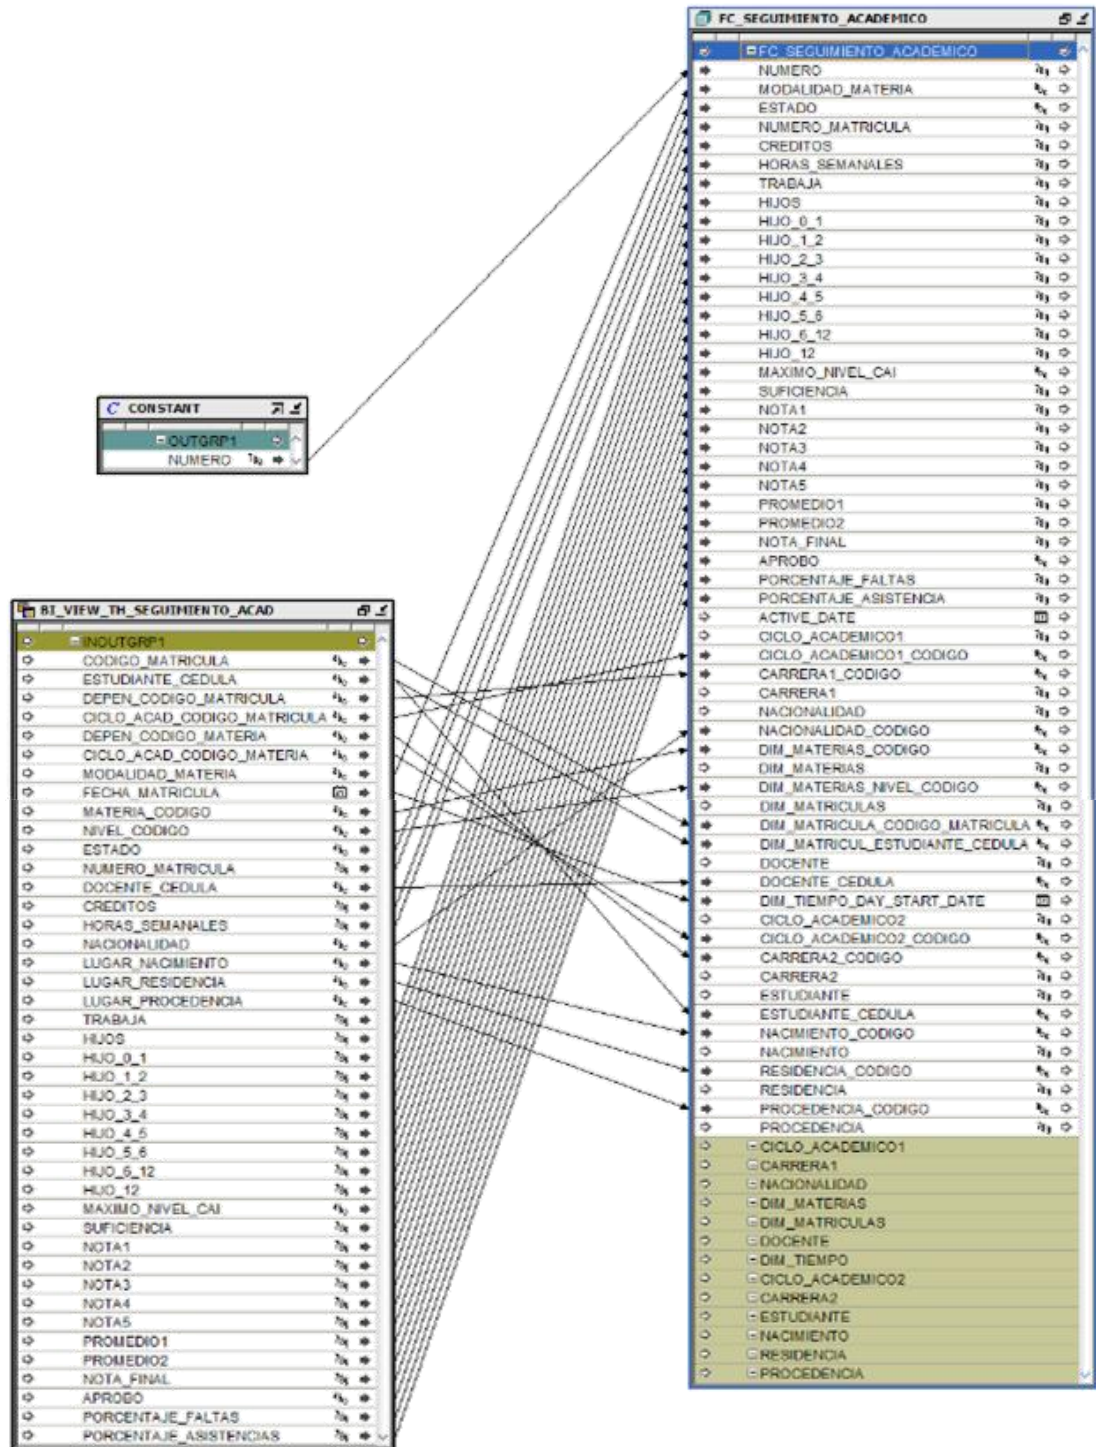 FC_SEGUIMIENTO_ACADEMICO
FC_SEGUIMIENTO_ACADEMICO
NUMERO
MODALIDAD_MATERIA
ESTADO
NUMERO_MATRICULA
CREDITOS
HORAS_SEMANALES
TRABAJA
HIJOS
HIJO_0_1
HIJO_1_2
HIJO_2_3
HIJO_3_4
HIJO_4_5
HIJO_5_6
HIJO_6_12
HIJO_12
MAXIMO_NIVEL_CAI
SUFICIENCIA
NOTA1
NOTA2
NOTA3
NOTA4
NOTA5
PROMEDIO1
PROMEDIO2
NOTA_FINAL
APROBO
PORCENTAJE_FALTAS
PORCENTAJE_ASISTENCIA
ACTIVE_DATE
CICLO_ACADEMICO1
CICLO_ACADEMICO1_CODIGO
CARRERA1_CODIGO
CARRERA1
NACIONALIDAD
NACIONALIDAD_CODIGO
DIM_MATERIAS_CODIGO
DIM_MATERIAS
DIM_MATERIAS_NIVEL_CODIGO
DIM_MATRICULAS
DIM_MATRICULA_CODIGO_MATRICULA
DIM_MATRICUL_ESTUDIANTE_CEDULA
DOCENTE
DOCENTE_CEDULA
DIM_TIEMPO_DAY_START_DATE
CICLO_ACADEMICO2
CICLO_ACADEMICO2_CODIGO
CARRERA2_CODIGO
CARRERA2
ESTUDIANTE
ESTUDIANTE_CEDULA
NACIMIENTO_CODIGO
NACIMIENTO
RESIDENCIA_CODIGO
RESIDENCIA
PROCEDENCIA_CODIGO
PROCEDENCIA
CICLO_ACADEMICO1
CARRERA1
NACIONALIDAD
DIM_MATERIAS
DIM_MATRICULAS
DOCENTE
DIM_TIEMPO
CICLO_ACADEMICO2
CARRERA2
ESTUDIANTE
NACIMIENTO
RESIDENCIA
PROCEDENCIA
C CONSTANT
OUTGRP1
NUMERO
BI_VIEW_TH_SEGUIMIENTO_ACAD
INOUTGRP1
CODIGO_MATRICULA
ESTUDIANTE_CEDULA
DEPEN_CODIGO_MATRICULA
CICLO_ACAD_CODIGO_MATRICULA
DEPEN_CODIGO_MATERIA
CICLO_ACAD_CODIGO_MATERIA
MODALIDAD_MATERIA
FECHA_MATRICULA
MATERIA_CODIGO
NIVEL_CODIGO
ESTADO
NUMERO_MATRICULA
DOCENTE_CEDULA
CREDITOS
HORAS_SEMANALES
NACIONALIDAD
LUGAR_NACIMIENTO
LUGAR_RESIDENCIA
LUGAR_PROCEDENCIA
TRABAJA
HIJOS
HIJO_0_1
HIJO_1_2
HIJO_2_3
HIJO_3_4
HIJO_4_5
HIJO_5_6
HIJO_6_12
HIJO_12
MAXIMO_NIVEL_CAI
SUFICIENCIA
NOTA1
NOTA2
NOTA3
NOTA4
NOTA5
PROMEDIO1
PROMEDIO2
NOTA_FINAL
APROBO
PORCENTAJE_FALTAS
PORCENTAJE_ASISTENCIAS